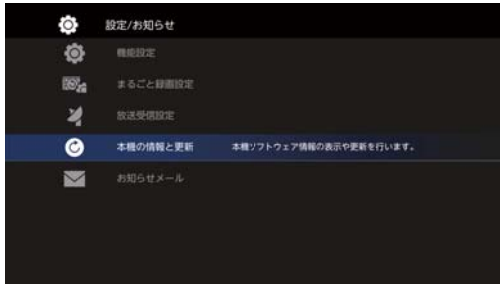 設定/お知らせ
機能設定
まるごと録画設定
放送受信設定
本機の情報と更新 本機ソフトウェア情報の表示や更新を行います。
お知らせメール